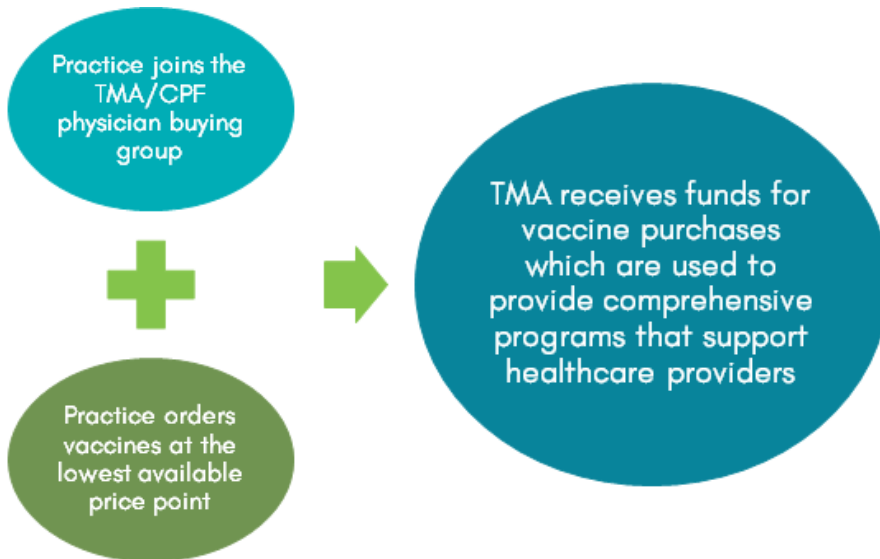 Practice joins the
TMA/CPF
physician buying
group
Practice orders
vaccines at the
lowest available
price point
TMA receives funds for
vaccine purchases
which are used to
provide comprehensive
programs that support
healthcare providers